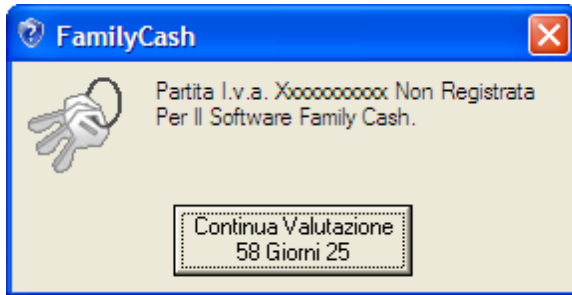 FamilyCash
Partita I.v.a. Xxxxxxxxxxx Non Registrata
Per Il Software Family Cash.
Continua Valutazione
58 Giorni 25